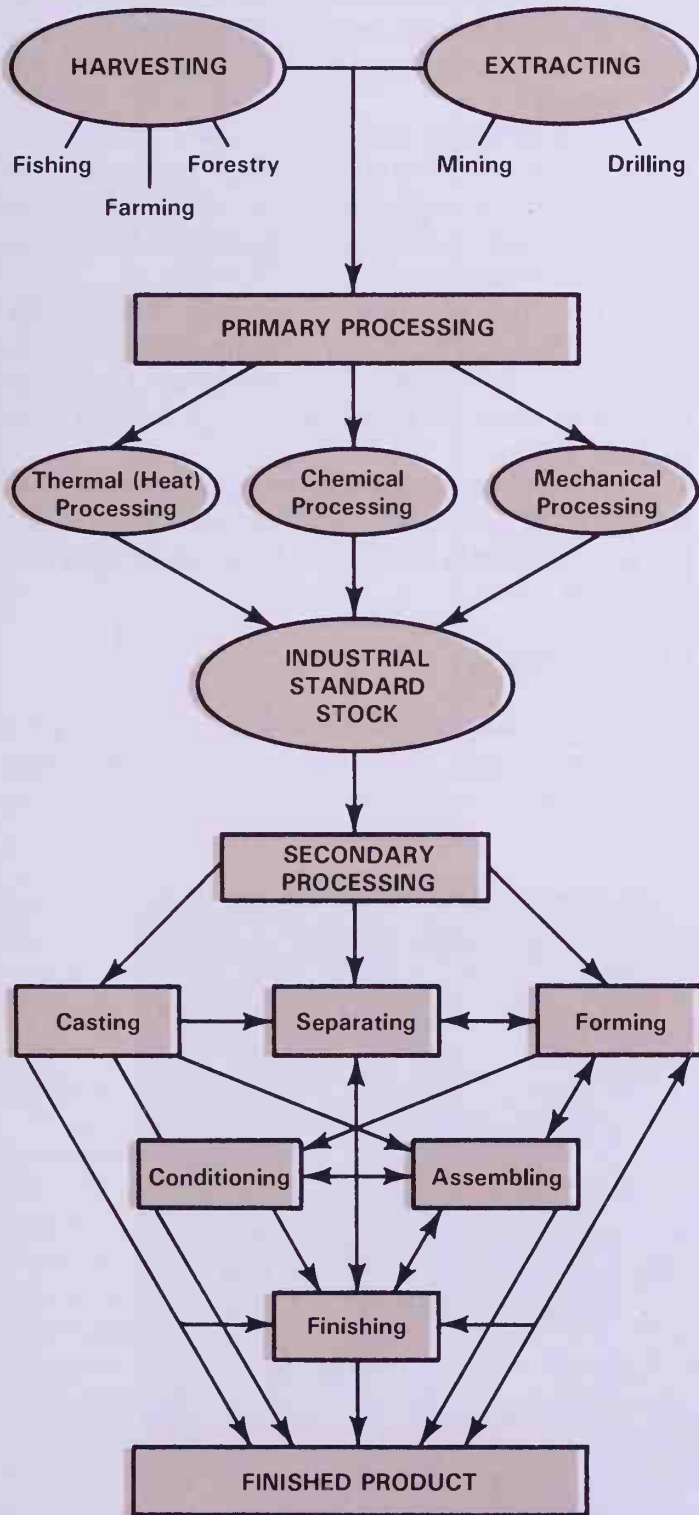 HARVESTING
EXTRACTING
Fishing
Farming
Forestry
Mining
Drilling
PRIMARY PROCESSING
Thermal (Heat)
Processing
Chemical
Processing
Mechanical
Processing
INDUSTRIAL
STANDARD
STOCK
SECONDARY
PROCESSING
Casting
Separating
Forming
Conditioning
Assembling
Finishing
FINISHED PRODUCT